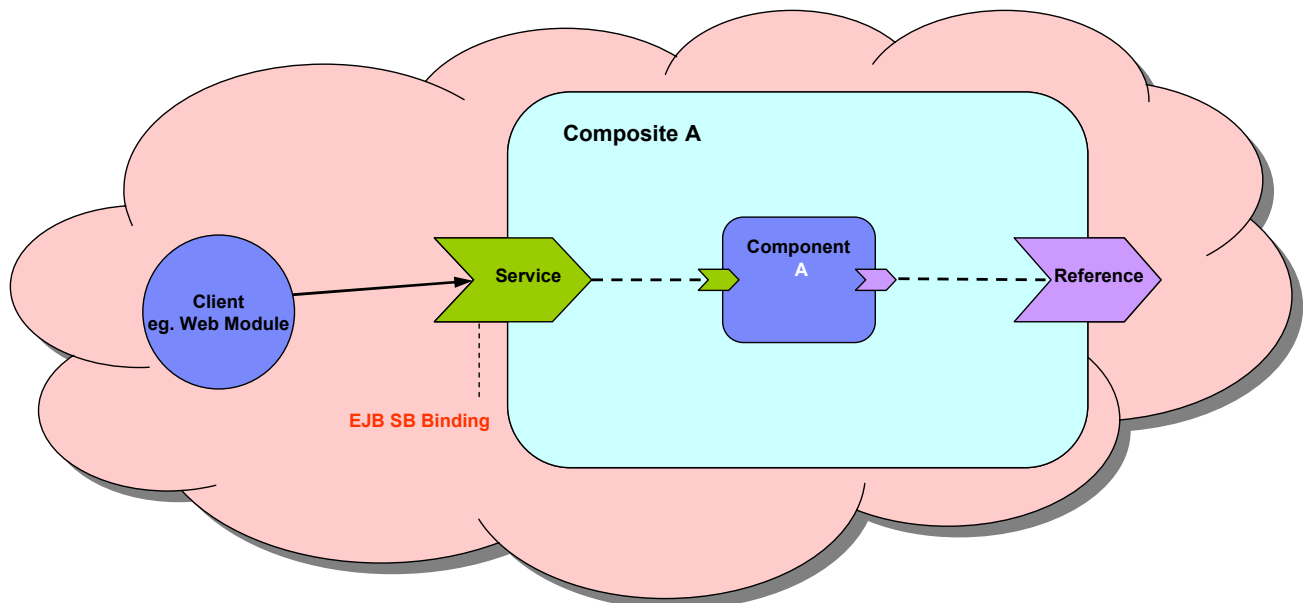 Composite A
Component
A
Service
Reference
Client
eg. Web Module
EJB SB Binding